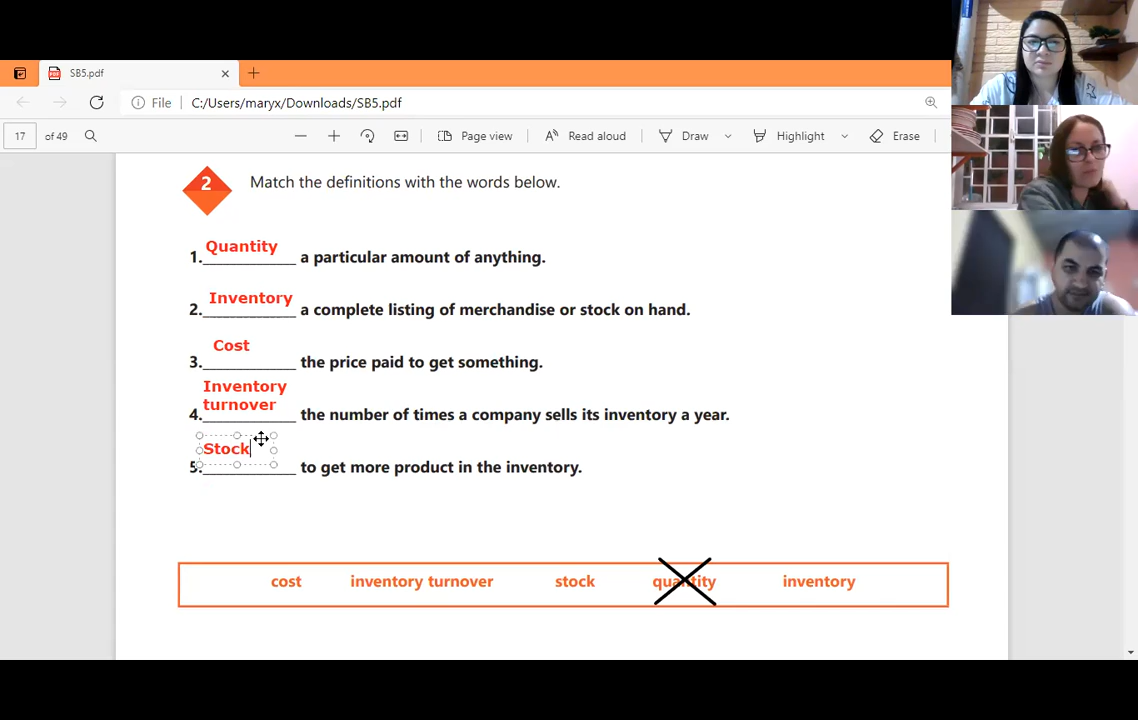 SB5.pdf
File C:/Users/maryx/Downloads/SB5.pdf
17 of 49 Page view Read aloud Draw Highlight Erase
2 Match the definitions with the words below.
Quantity
1.____________ a particular amount of anything.
Inventory
2.____________ a complete listing of merchandise or stock on hand.
Cost
3.____________ the price paid to get something.
Inventory
turnover
4.____________ the number of times a company sells its inventory a year.
Stock
5.____________ to get more product in the inventory.
cost inventory turnover stock quantity inventory